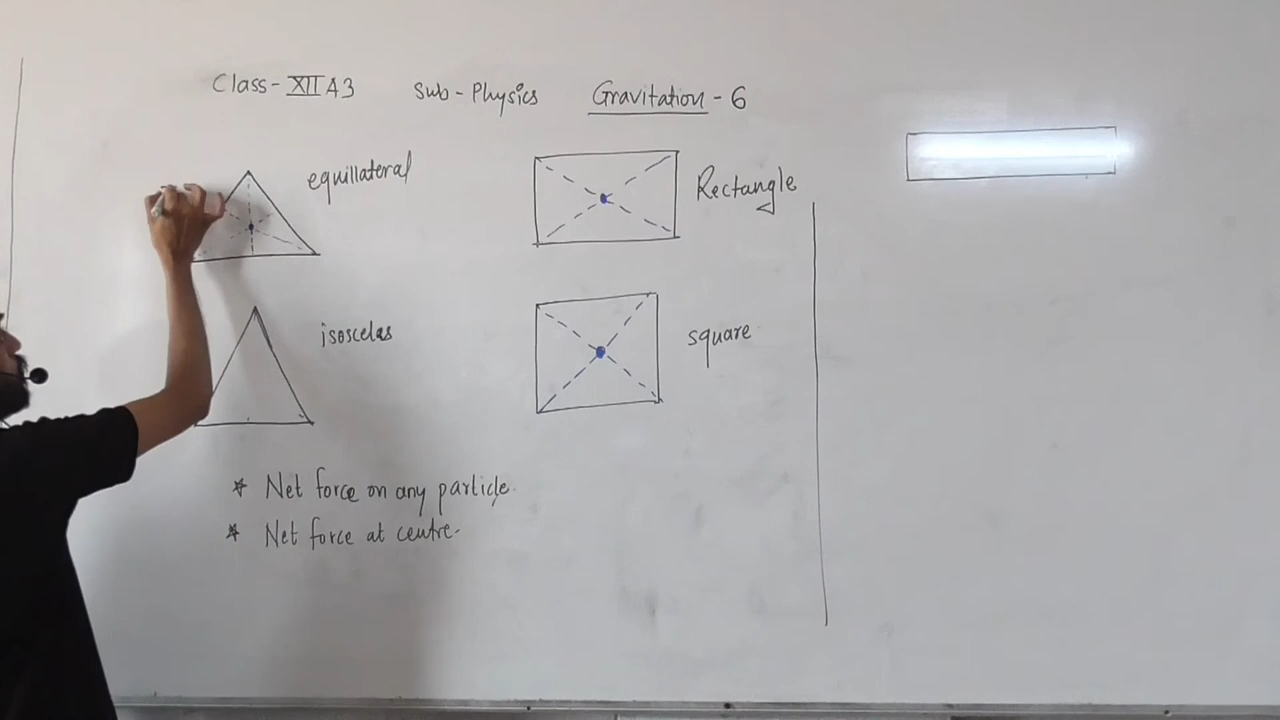 Class - XII A3 Sub - Physics Gravitation - 6
equillateral
Rectangle
isoscelas
square
* Net force on any particle.
* Net force at centre.